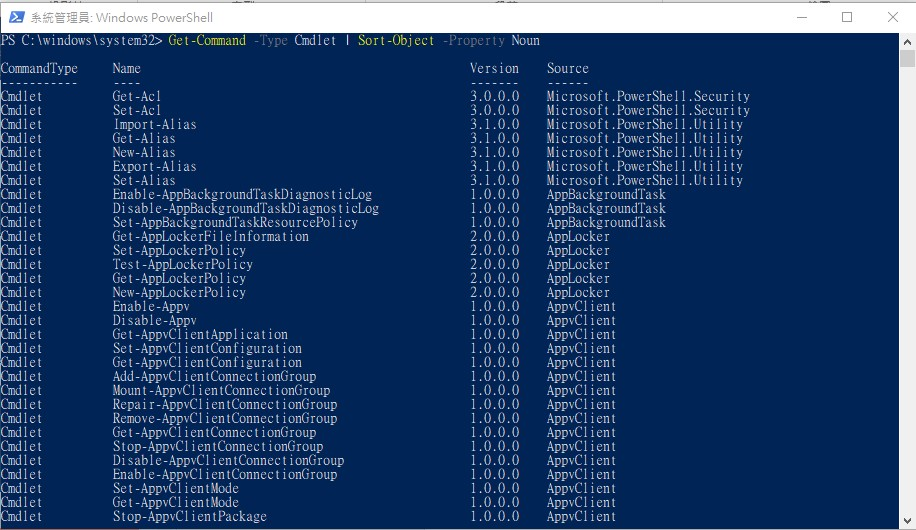 系統管理員: Windows PowerShell
PS C:\windows\system32> Get-Command -Type Cmdlet | Sort-Object -Property Noun
CommandType Name Version Source
----------- ---- ------- ------
Cmdlet Get-Acl 3.0.0.0 Microsoft.PowerShell.Security
Cmdlet Set-Acl 3.0.0.0 Microsoft.PowerShell.Security
Cmdlet Import-Alias 3.1.0.0 Microsoft.PowerShell.Utility
Cmdlet Get-Alias 3.1.0.0 Microsoft.PowerShell.Utility
Cmdlet New-Alias 3.1.0.0 Microsoft.PowerShell.Utility
Cmdlet Export-Alias 3.1.0.0 Microsoft.PowerShell.Utility
Cmdlet Set-Alias 3.1.0.0 Microsoft.PowerShell.Utility
Cmdlet Enable-AppBackgroundTaskDiagnosticLog 1.0.0.0 AppBackgroundTask
Cmdlet Disable-AppBackgroundTaskDiagnosticLog 1.0.0.0 AppBackgroundTask
Cmdlet Set-AppBackgroundTaskResourcePolicy 1.0.0.0 AppBackgroundTask
Cmdlet Get-AppLockerFileInformation 2.0.0.0 AppLocker
Cmdlet Set-AppLockerPolicy 2.0.0.0 AppLocker
Cmdlet Test-AppLockerPolicy 2.0.0.0 AppLocker
Cmdlet Get-AppLockerPolicy 2.0.0.0 AppLocker
Cmdlet New-AppLockerPolicy 2.0.0.0 AppLocker
Cmdlet Enable-Appv 1.0.0.0 AppvClient
Cmdlet Disable-Appv 1.0.0.0 AppvClient
Cmdlet Get-AppvClientApplication 1.0.0.0 AppvClient
Cmdlet Set-AppvClientConfiguration 1.0.0.0 AppvClient
Cmdlet Get-AppvClientConfiguration 1.0.0.0 AppvClient
Cmdlet Add-AppvClientConnectionGroup 1.0.0.0 AppvClient
Cmdlet Mount-AppvClientConnectionGroup 1.0.0.0 AppvClient
Cmdlet Repair-AppvClientConnectionGroup 1.0.0.0 AppvClient
Cmdlet Remove-AppvClientConnectionGroup 1.0.0.0 AppvClient
Cmdlet Get-AppvClientConnectionGroup 1.0.0.0 AppvClient
Cmdlet Stop-AppvClientConnectionGroup 1.0.0.0 AppvClient
Cmdlet Disable-AppvClientConnectionGroup 1.0.0.0 AppvClient
Cmdlet Enable-AppvClientConnectionGroup 1.0.0.0 AppvClient
Cmdlet Set-AppvClientMode 1.0.0.0 AppvClient
Cmdlet Get-AppvClientMode 1.0.0.0 AppvClient
Cmdlet Stop-AppvClientPackage 1.0.0.0 AppvClient